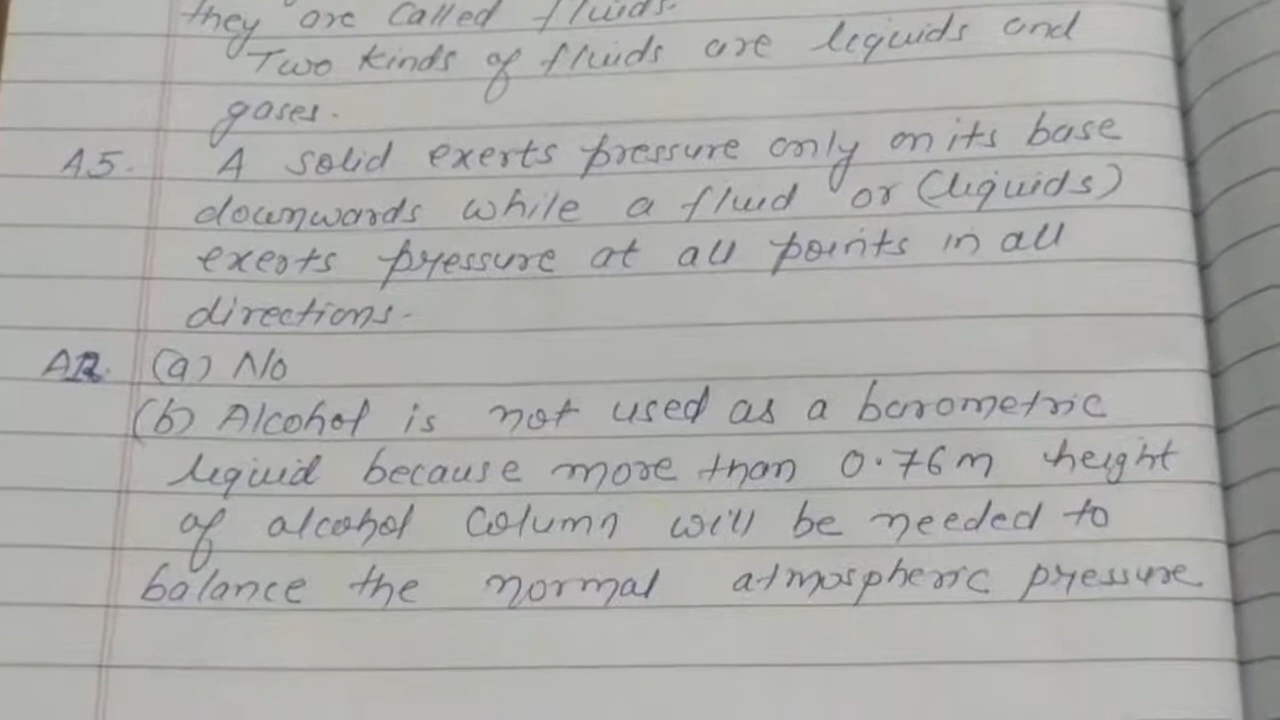 they are called fluids.
Two kinds of fluids are liquids and
gases.
A5. A solid exerts pressure only on its base
downwards while a fluid or (liquids)
exerts pressure at all points in all
directions.
A12. (a) No
(b) Alcohol is not used as a barometric
liquid because more than 0.76m height
of alcohol column will be needed to
balance the normal atmospheric pressure